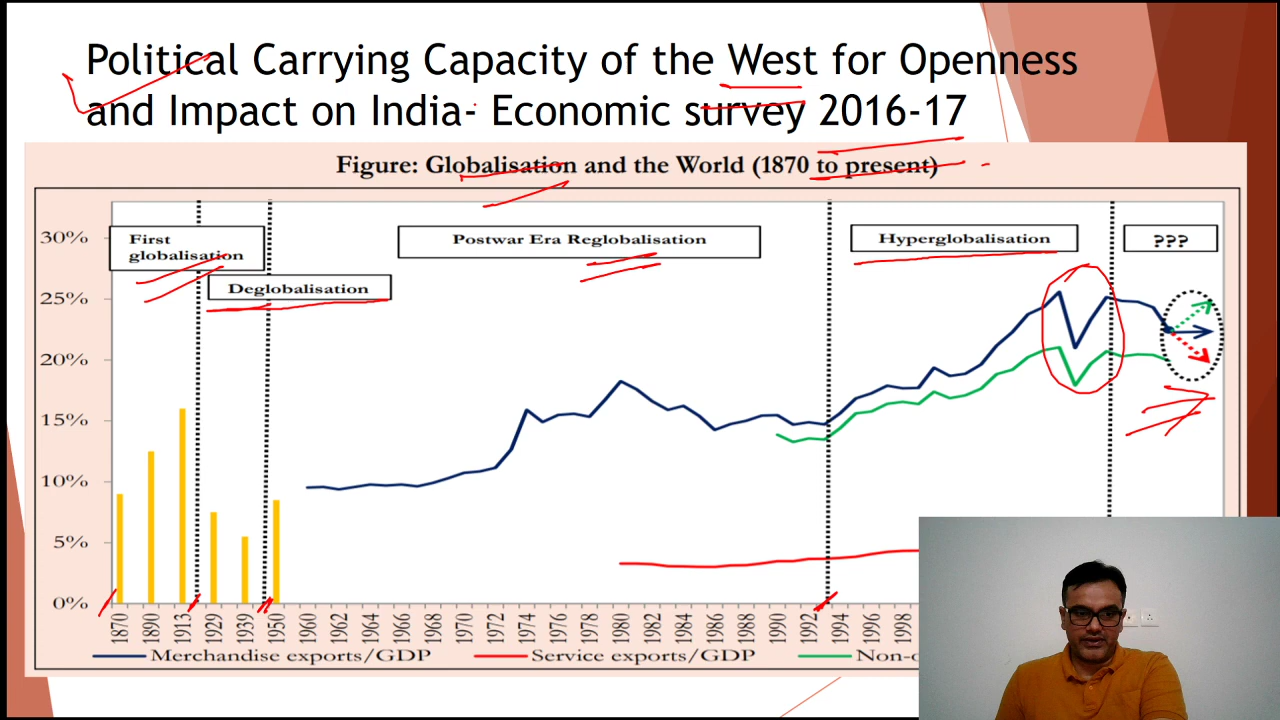 Political Carrying Capacity of the West for Openness
and Impact on India- Economic survey 2016-17
Figure: Globalisation and the World (1870 to present)
30%
25%
20%
15%
10%
5%
0%
First
globalisation
Deglobalisation
Postwar Era Reglobalisation
Hyperglobalisation
???
1870 1890 1913 1929 1939 1950 1960 1962 1964 1966 1968 1970 1972 1974 1976 1978 1980 1982 1984 1986 1988 1990 1992 1994 1996 1998
Merchandise exports/GDP Service exports/GDP